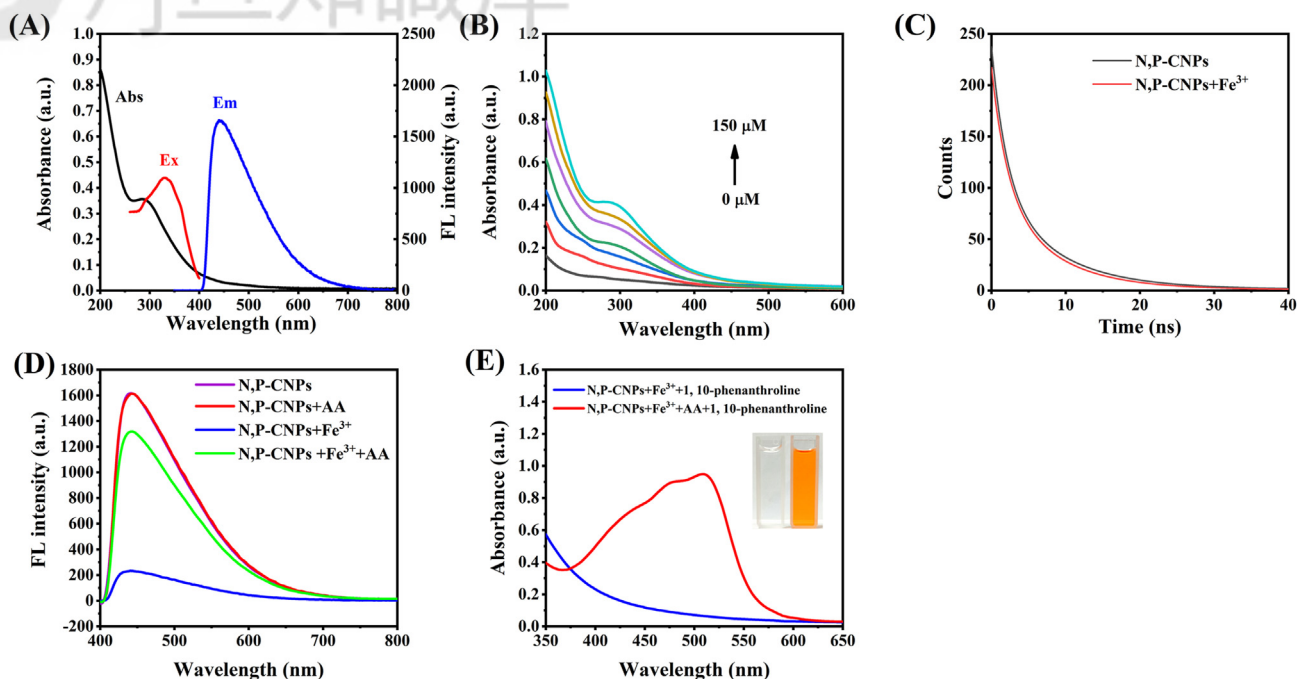 (A)
1.0
0.9
0.8
0.7
0.6
0.5
0.4
0.3
0.2
0.1
0.0
Absorbance (a.u.)
Abs
Ex
Em
2500
2000
1500
1000
500
0
FL intensity (a.u.)
200 300 400 500 600 700 800
Wavelength (nm)
(B)
1.2
1.0
0.8
0.6
0.4
0.2
0.0
Absorbance (a.u.)
150 μM
0 μM
200 300 400 500 600
Wavelength (nm)
(C)
250
200
150
100
50
0
Counts
N,P-CNPs
N,P-CNPs+Fe³⁺
0 10 20 30 40
Time (ns)
(D)
1800
1600
1400
1200
1000
800
600
400
200
0
-200
FL intensity (a.u.)
N,P-CNPs
N,P-CNPs+AA
N,P-CNPs+Fe³⁺
N,P-CNPs +Fe³⁺+AA
400 500 600 700 800
Wavelength (nm)
(E)
1.6
1.4
1.2
1.0
0.8
0.6
0.4
0.2
0.0
Absorbance (a.u.)
N,P-CNPs+Fe³⁺+1, 10-phenanthroline
N,P-CNPs+Fe³⁺+AA+1, 10-phenanthroline
350 400 450 500 550 600 650
Wavelength (nm)